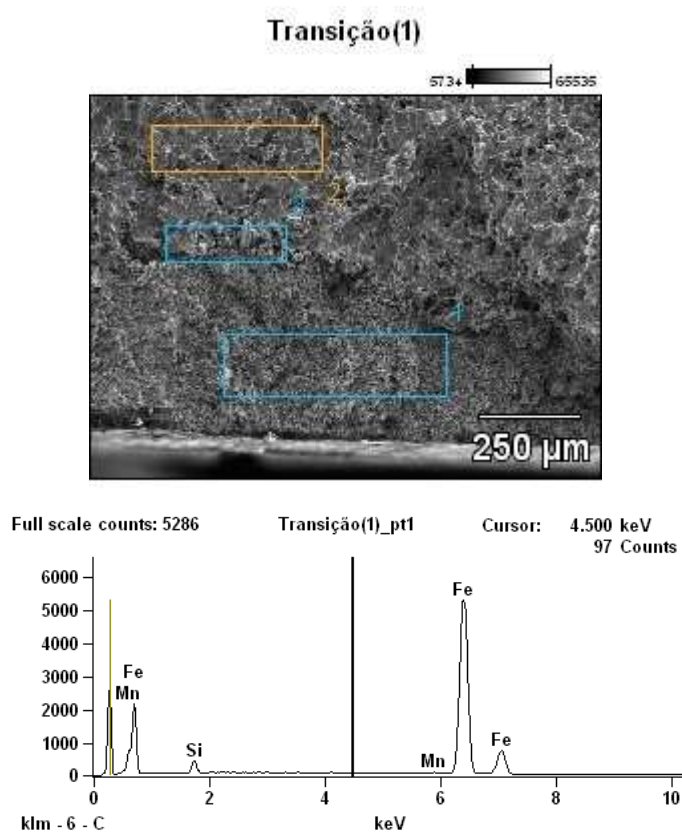 Transição(1)
5734 65535
2
3
1
250 µm
Full scale counts: 5286 Transição(1)_pt1 Cursor: 4.500 keV
97 Counts
6000
5000
4000
3000
2000
1000
0
Fe
Mn
Si
Mn
Fe
Fe
0 2 4 6 8 10
klm - 6 - C keV